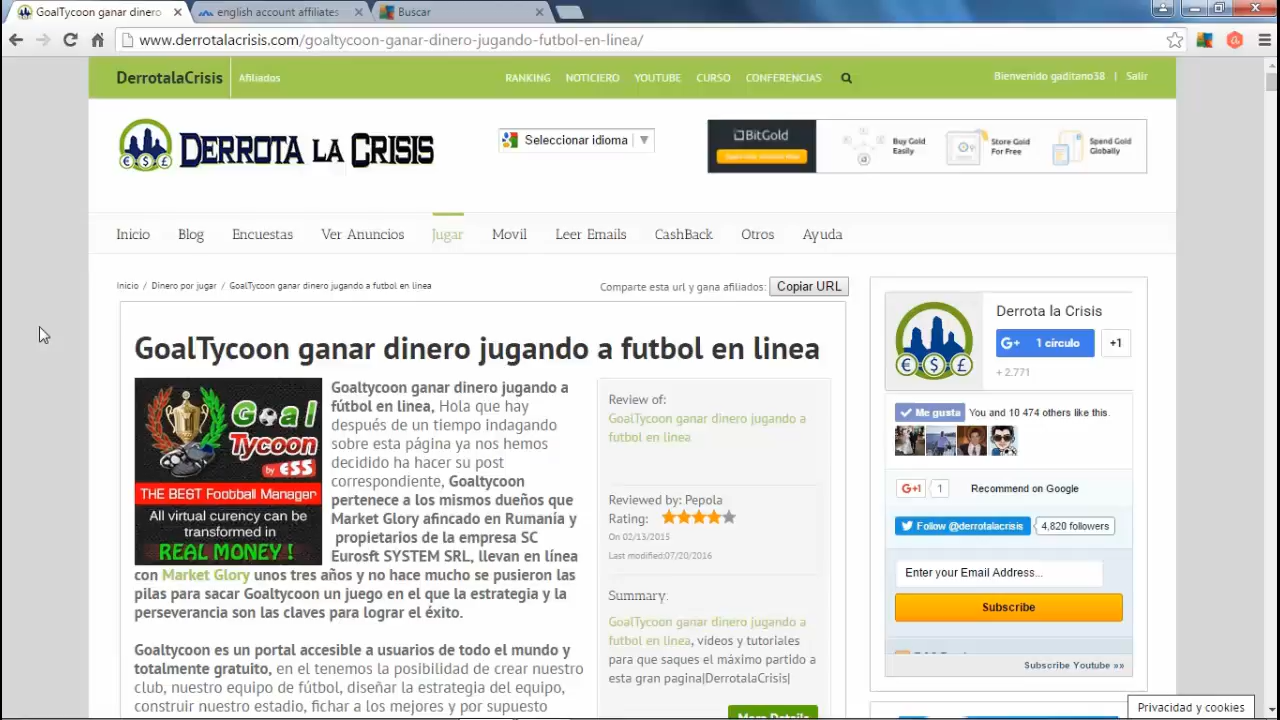 GoalTycoon ganar dinero
english account affiliates
Buscar
www.derrotalacrisis.com/goaltycoon-ganar-dinero-jugando-futbol-en-linea/
DerrotalaCrisis
Afiliados
RANKING NOTICIERO YOUTUBE CURSO CONFERENCIAS
Bienvenido gaditano38 | Salir
DERROTA LA CRISIS
€ $ £
Seleccionar idioma
BitGold
Buy Gold
Easily
Store Gold
For Free
Spend Gold
Globally
Inicio Blog Encuestas Ver Anuncios Jugar Movil Leer Emails CashBack Otros Ayuda
Inicio / Dinero por jugar / GoalTycoon ganar dinero jugando a futbol en linea
Comparte esta url y gana afiliados: Copiar URL
GoalTycoon ganar dinero jugando a futbol en linea
Goal
Tycoon
by ESS
THE BEST Football Manager
All virtual curency can be
transformed in
REAL MONEY !
Goaltycoon ganar dinero jugando a
fútbol en linea, Hola que hay
después de un tiempo indagando
sobre esta página ya nos hemos
decidido ha hacer su post
correspondiente, Goaltycoon
pertenece a los mismos dueños que
Market Glory afincado en Rumanía y
propietarios de la empresa SC
Eurosft SYSTEM SRL, llevan en línea
con Market Glory unos tres años y no hace mucho se pusieron las
pilas para sacar Goaltycoon un juego en el que la estrategia y la
perseverancia son las claves para lograr el éxito.
Goaltycoon es un portal accesible a usuarios de todo el mundo y
totalmente gratuito, en el tenemos la posibilidad de crear nuestro
club, nuestro equipo de fútbol, diseñar la estrategia del equipo,
construir nuestro estadio, fichar a los mejores y por supuesto
Review of:
GoalTycoon ganar dinero jugando a
futbol en linea
Reviewed by: Pepola
Rating:
On 02/13/2015
Last modified:07/20/2016
Summary:
GoalTycoon ganar dinero jugando a
futbol en linea, videos y tutoriales
para que saques el máximo partido a
esta gran pagina|DerrotalaCrisis|
More Details
€ $ £
Derrota la Crisis
G+ 1 círculo
+1
+ 2.771
Me gusta
You and 10 474 others like this.
G+1 1 Recommend on Google
Follow @derrotalacrisis
4,820 followers
Enter your Email Address...
Subscribe
Subscribe Youtube »»
Privacidad y cookies